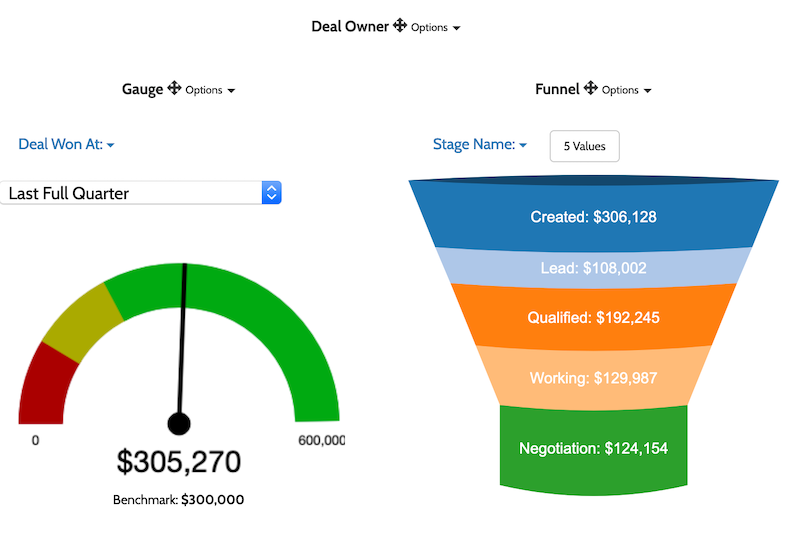 Deal Owner Options
Gauge Options
Funnel Options
Deal Won At:
Stage Name:
5 Values
Last Full Quarter
Created: $306,128
Lead: $108,002
Qualified: $192,245
Working: $129,987
Negotiation: $124,154
0
600,000
$305,270
Benchmark: $300,000